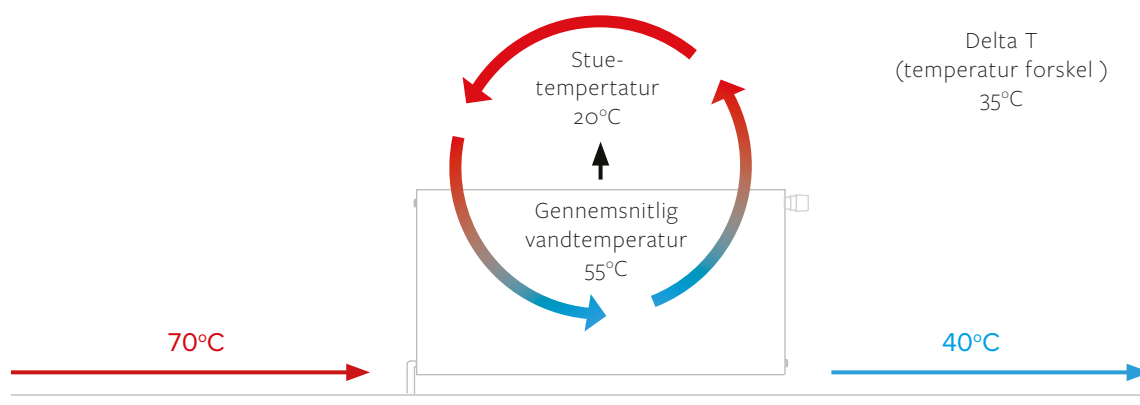 Stue-
tempertatur
20°C
Delta T
(temperatur forskel )
35°C
Gennemsnitlig
vandtemperatur
55°C
70°C
40°C